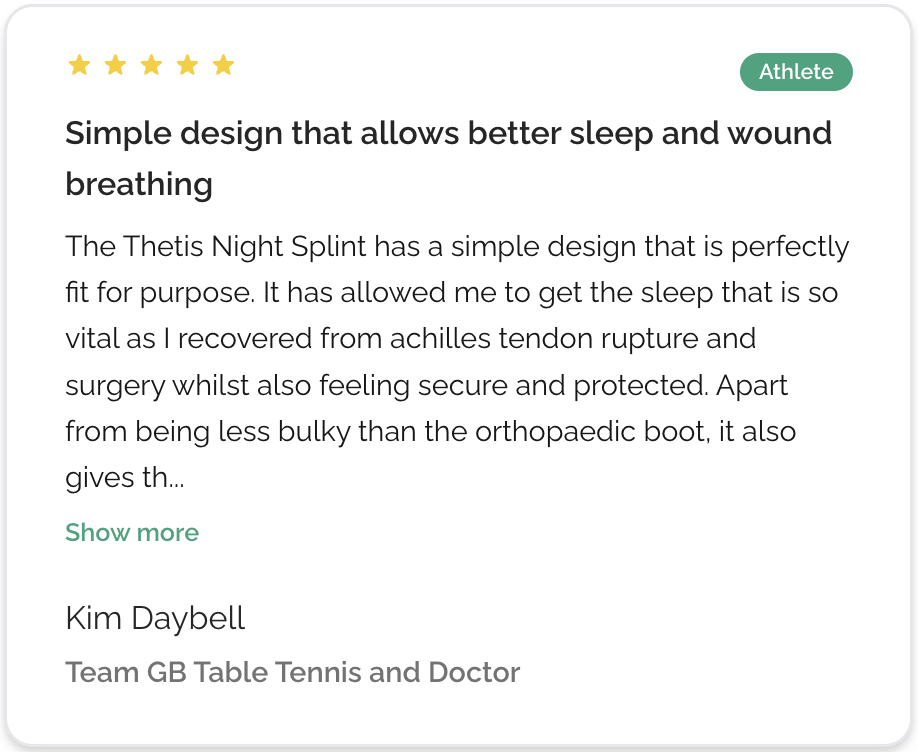 Athlete
Simple design that allows better sleep and wound
breathing
The Thetis Night Splint has a simple design that is perfectly
fit for purpose. It has allowed me to get the sleep that is so
vital as I recovered from achilles tendon rupture and
surgery whilst also feeling secure and protected. Apart
from being less bulky than the orthopaedic boot, it also
gives th...
Show more
Kim Daybell
Team GB Table Tennis and Doctor